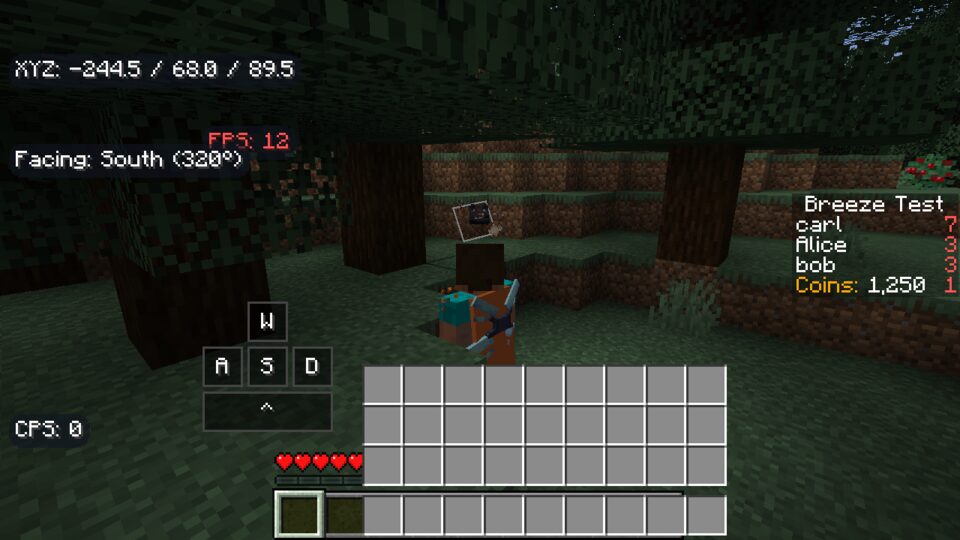 XYZ: -244.5 / 68.0 / 89.5
FPS: 12
Facing: South (320°)
Breeze Test
carl 7
Alice 3
bob 3
Coins: 1,250 1
W
A S D
^
CPS: 0